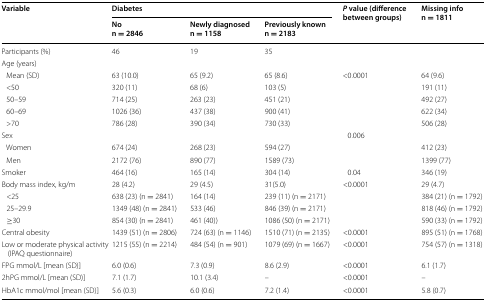 Variable Diabetes P value (difference between groups) Missing info n = 1811
No n = 2846 Newly diagnosed n = 1158 Previously known n = 2183
Participants (%) 46 19 35
Age (years)
Mean (SD) 63 (10.0) 65 (9.2) 65 (8.6) <0.0001 64 (9.6)
<50 320 (11) 68 (6) 103 (5) 191 (11)
50–59 714 (25) 263 (23) 451 (21) 492 (27)
60–69 1026 (36) 437 (38) 900 (41) 622 (34)
>70 786 (28) 390 (34) 730 (33) 506 (28)
Sex 0.006
Women 674 (24) 268 (23) 594 (27) 412 (23)
Men 2172 (76) 890 (77) 1589 (73) 1399 (77)
Smoker 464 (16) 165 (14) 304 (14) 0.04 346 (19)
Body mass index, kg/m 28 (4.2) 29 (4.5) 31(5.0) <0.0001 29 (4.7)
<25 638 (23) (n = 2841) 164 (14) 239 (11) (n = 2171) 384 (21) (n = 1792)
25–29.9 1349 (48) (n = 2841) 533 (46) 846 (39) (n = 2171) 818 (46) (n = 1792)
≥30 854 (30) (n = 2841) 461 (40)) 1086 (50) (n = 2171) 590 (33) (n = 1792)
Central obesity 1439 (51) (n = 2806) 724 (63) (n = 1146) 1510 (71) (n = 2135) <0.0001 895 (51) (n = 1768)
Low or moderate physical activity 1215 (55) (n = 2214) 484 (54) (n = 901) 1079 (69) (n = 1667) <0.0001 754 (57) (n = 1318)
(IPAQ questionnaire)
FPG mmol/L [mean (SD)] 6.0 (0.6) 7.3 (0.9) 8.6 (2.9) <0.0001 6.1 (1.7)
2hPG mmol/L [mean (SD)] 7.1 (1.7) 10.1 (3.4) – <0.0001 –
HbA1c mmol/mol [mean (SD)] 5.6 (0.3) 6.0 (0.6) 7.2 (1.4) <0.0001 5.8 (0.7)